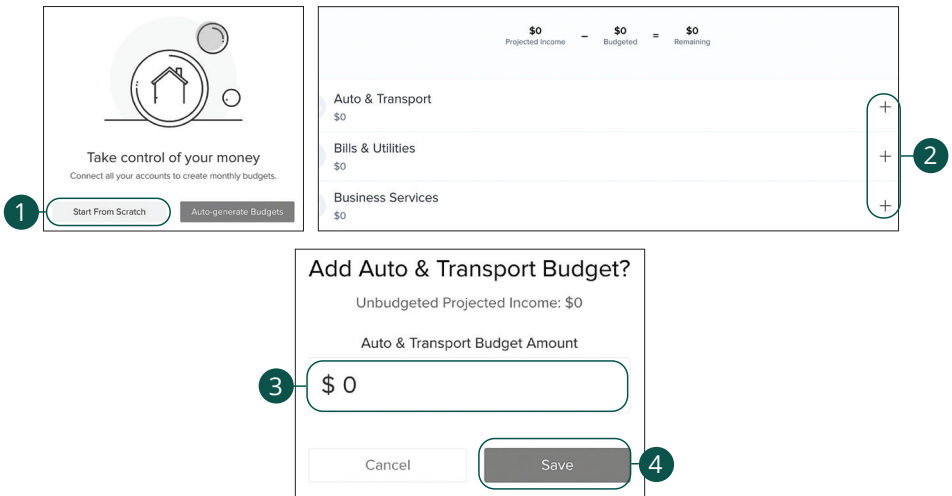 Take control of your money
Connect all your accounts to create monthly budgets.
1
Start From Scratch
Auto-generate Budgets
$0 – $0 = $0
Projected Income Budgeted Remaining
Auto & Transport +
$0
Bills & Utilities +
$0
2
Business Services +
$0
Add Auto & Transport Budget?
Unbudgeted Projected Income: $0
Auto & Transport Budget Amount
3
$ 0
Cancel
Save
4